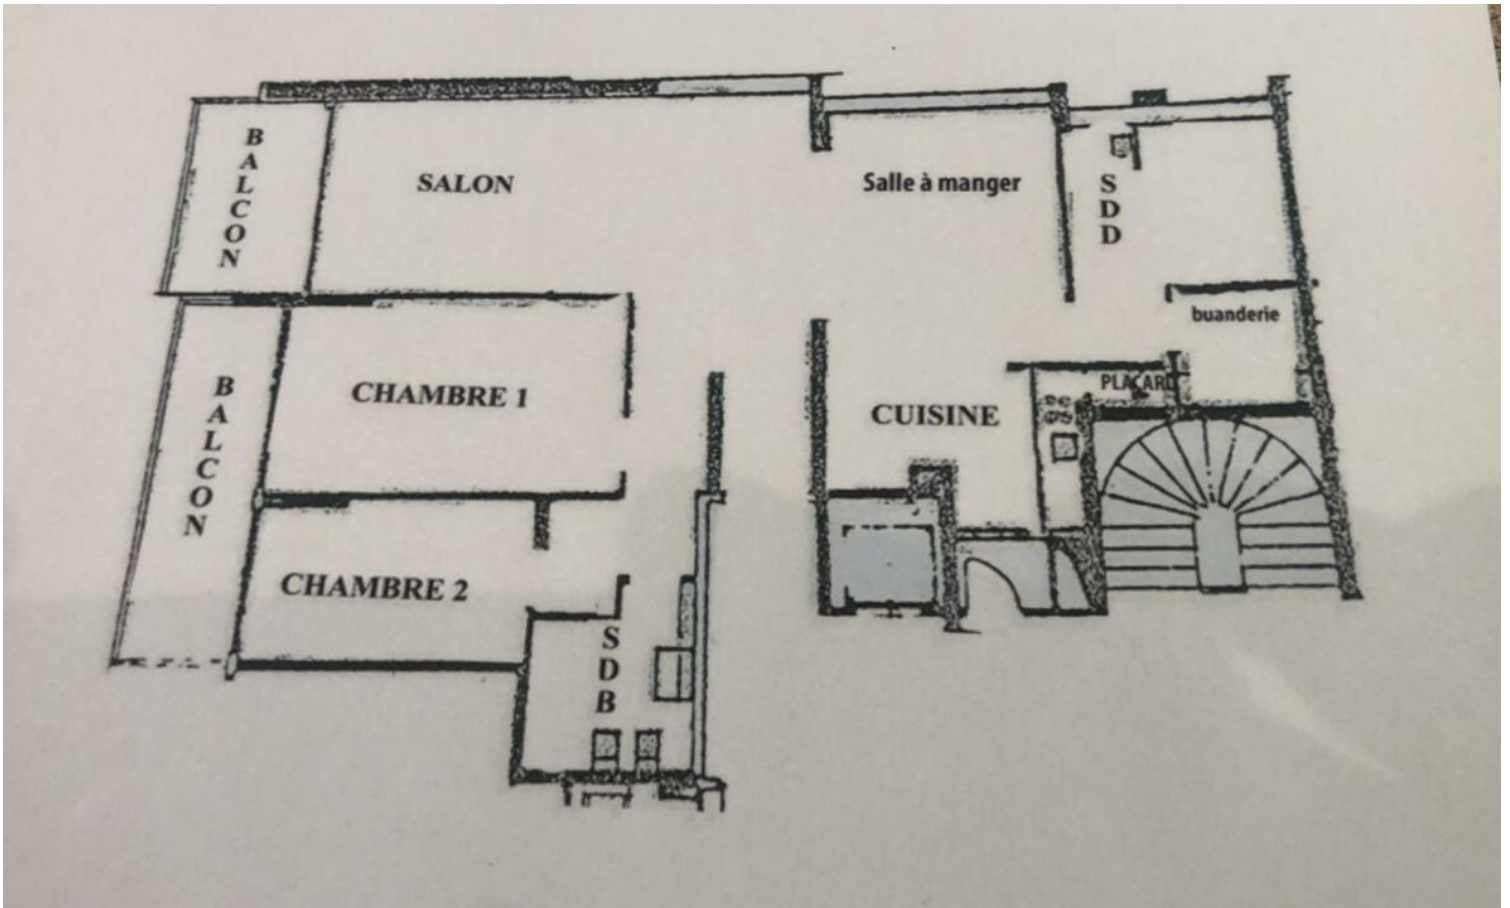 BALCON
SALON
Salle à manger
SDD
buanderie
PLACARD
CHAMBRE 1
BALCON
CUISINE
CHAMBRE 2
SDB